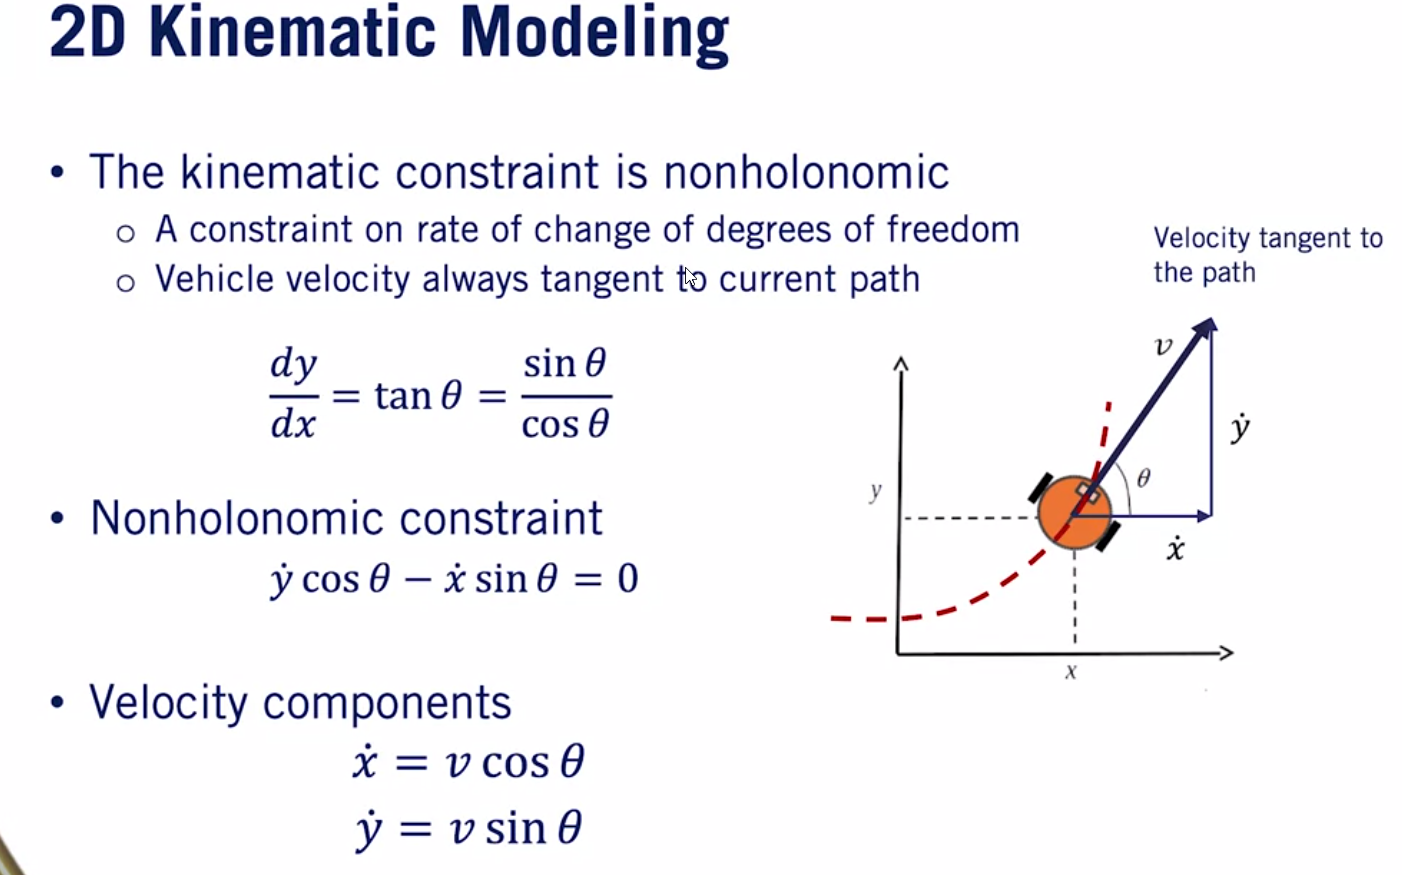 2D Kinematic Modeling
• The kinematic constraint is nonholonomic
o A constraint on rate of change of degrees of freedom
o Vehicle velocity always tangent to current path
dy/dx = tan θ = sin θ/cos θ
• Nonholonomic constraint
ẏ cos θ − ẋ sin θ = 0
• Velocity components
ẋ = v cos θ
ẏ = v sin θ
Velocity tangent to
the path
v
ẏ
θ
y
ẋ
x